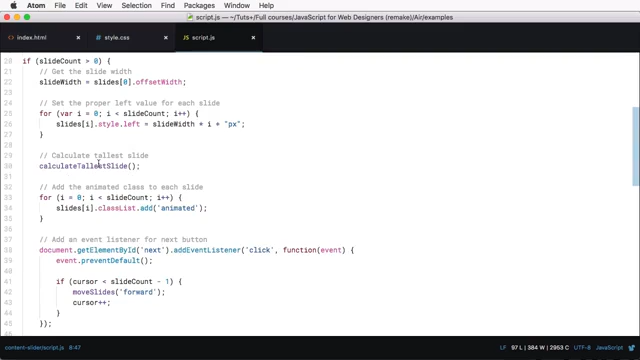 Atom File Edit View Selection Find Packages Window Help
script.js — ~/Tuts+/Full courses/JavaScript for Web Designers (remake)/Air/examples
index.html style.css script.js
20 if (slideCount > 0) {
21 // Get the slide width
22 slideWidth = slides[0].offsetWidth;
23
24 // Set the proper left value for each slide
25 for (var i = 0; i < slideCount; i++) {
26 slides[i].style.left = slideWidth * i + "px";
27 }
28
29 // Calculate tallest slide
30 calculateTallestSlide();
31
32 // Add the animated class to each slide
33 for (i = 0; i < slideCount; i++) {
34 slides[i].classList.add('animated');
35 }
36
37 // Add an event listener for next button
38 document.getElementById('next').addEventListener('click', function(event) {
39 event.preventDefault();
40
41 if (cursor < slideCount - 1) {
42 moveSlides('forward');
43 cursor++;
44 }
45 });
46
content-slider/script.js 8:47 LF 97 L | 384 W | 2953 C UTF-8 JavaScript